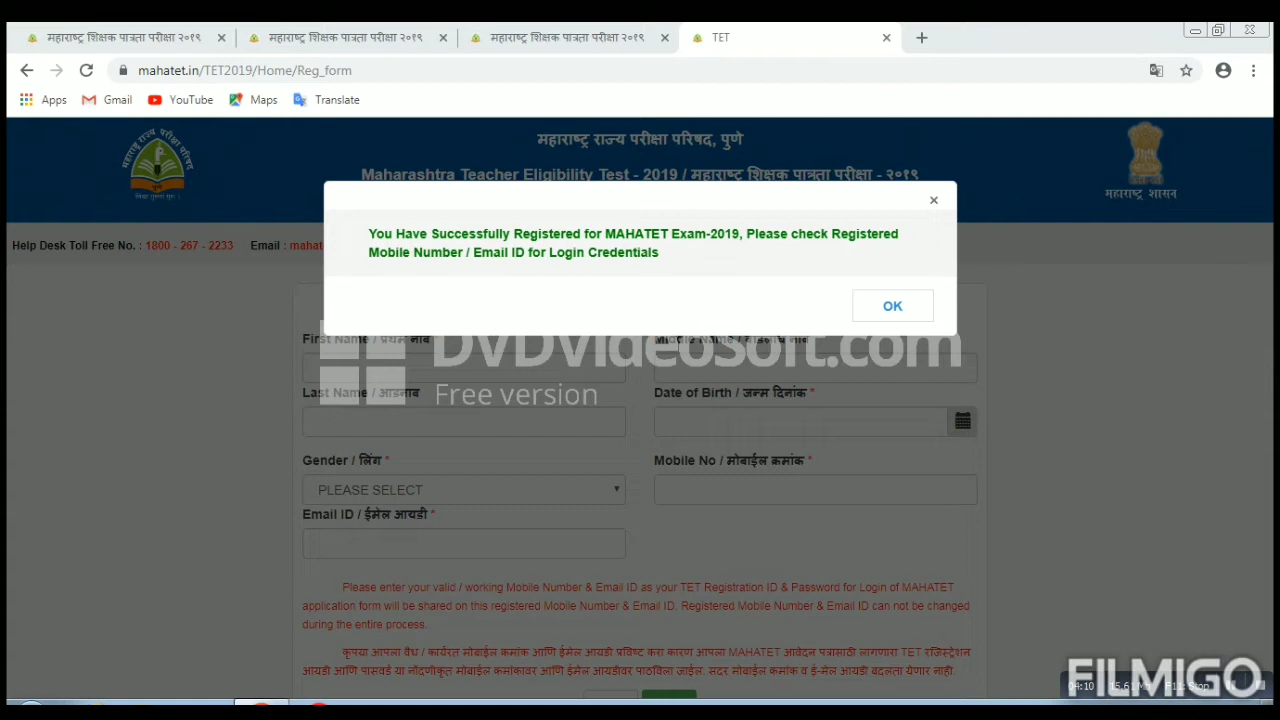 महाराष्ट्र शिक्षक पात्रता परीक्षा २०१९ महाराष्ट्र शिक्षक पात्रता परीक्षा २०१९ महाराष्ट्र शिक्षक पात्रता परीक्षा २०१९ TET
mahatet.in/TET2019/Home/Reg_form
Apps Gmail YouTube Maps Translate
महाराष्ट्र राज्य परीक्षा परिषद, पुणे
Maharashtra Teacher Eligibility Test - 2019 / महाराष्ट्र शिक्षक पात्रता परीक्षा - २०१९
महाराष्ट्र शासन
Help Desk Toll Free No. : 1800 - 267 - 2233 Email :
You Have Successfully Registered for MAHATET Exam-2019, Please check Registered
Mobile Number / Email ID for Login Credentials
OK
First Name / प्रथम नाव Middle Name / वडिलांचे नाव
DVDVideoSoft.com
Free version
Last Name / आडनाव Date of Birth / जन्म दिनांक *
Gender / लिंग * Mobile No / मोबाईल क्रमांक *
PLEASE SELECT
Email ID / ईमेल आयडी *
Please enter your valid / working Mobile Number & Email ID as your TET Registration ID & Password for Login of MAHATET
application form will be shared on this registered Mobile Number & Email ID. Registered Mobile Number & Email ID can not be changed
during the entire process.
कृपया आपला वैध / कार्यरत मोबाईल क्रमांक आणि ईमेल आयडी प्रविष्ट करा कारण आपला MAHATET आवेदन पत्रासाठी लागणारा TET रजिस्ट्रेशन
आयडी आणि पासवर्ड या नोंदणीकृत मोबाईल क्रमांकावर आणि ईमेल आयडीवर पाठविला जाईल. सदर मोबाईल क्रमांक व ई-मेल आयडी बदलता येणार नाही.
FILMIGO
04:10